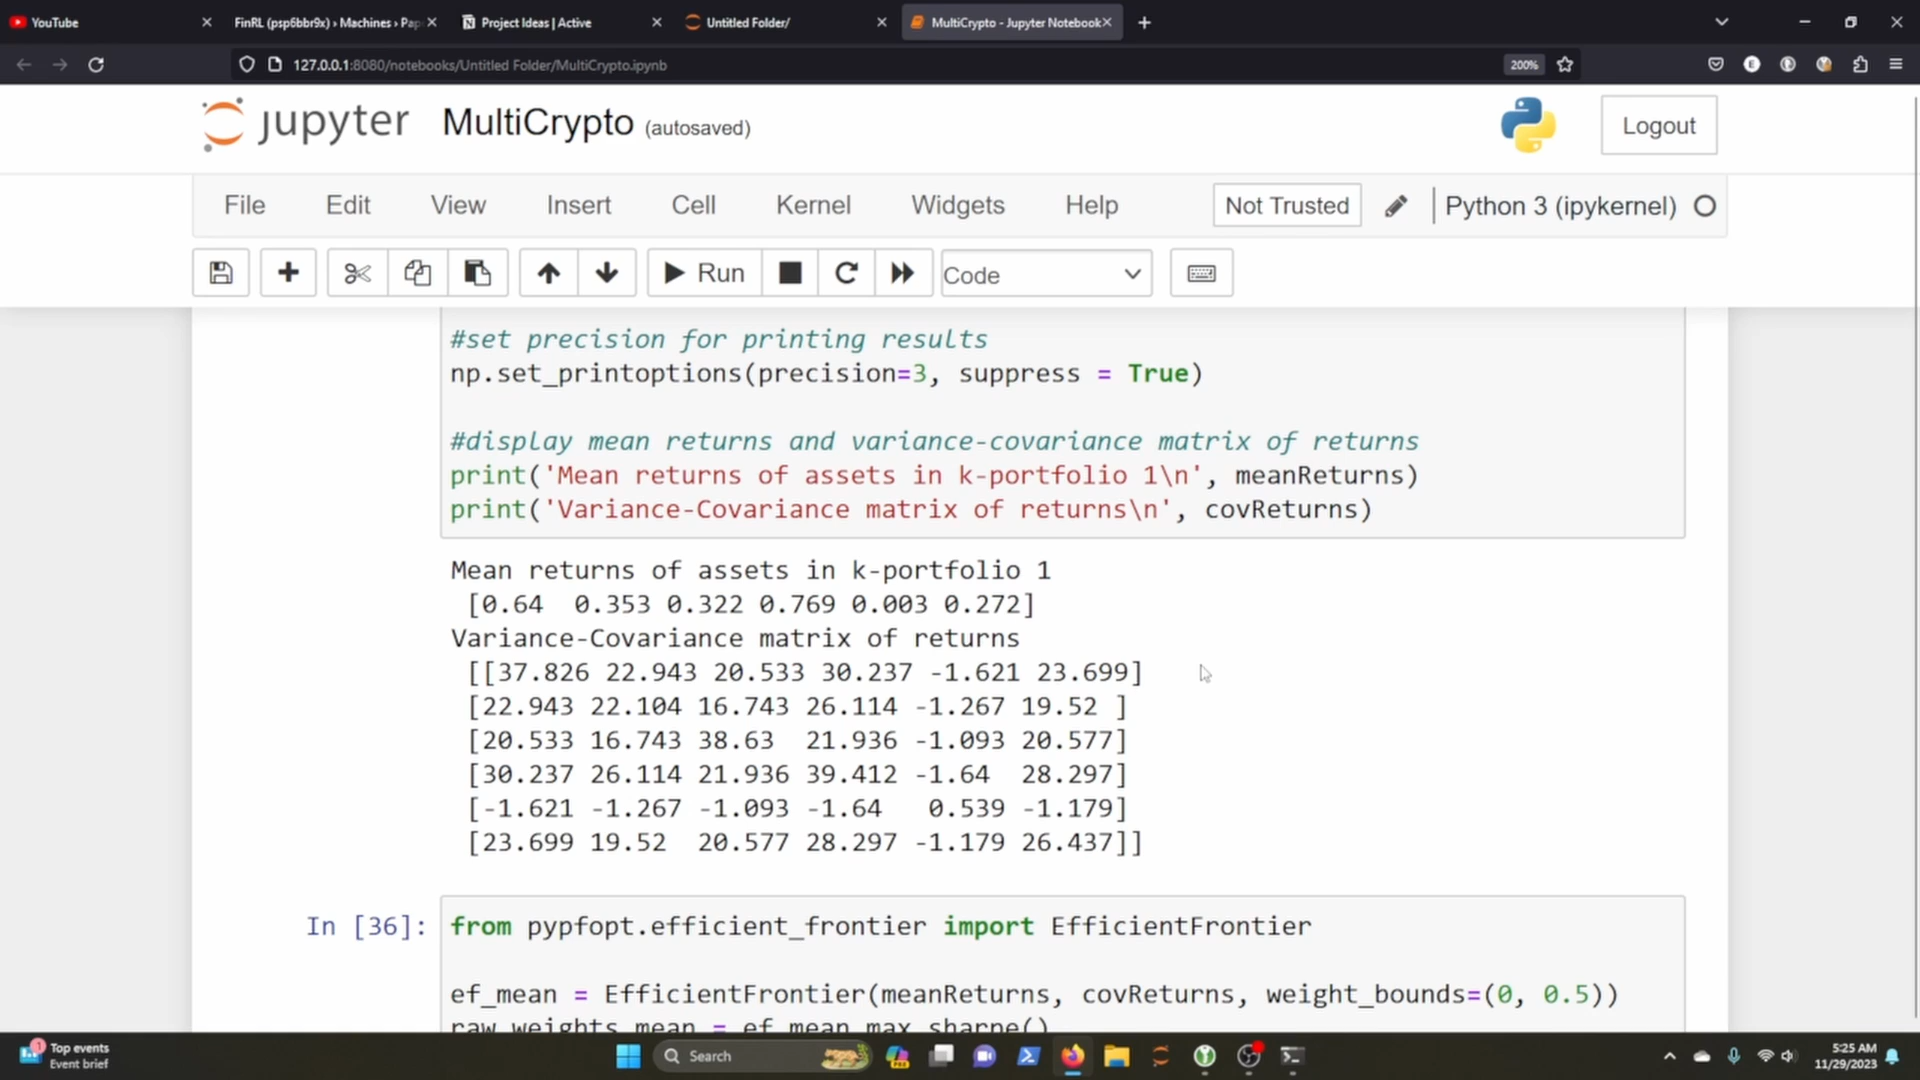 YouTube
FinRL (psp6bbr9x) › Machines › Pap
Project Ideas | Active
Untitled Folder/
MultiCrypto - Jupyter Notebook
127.0.0.1:8080/notebooks/Untitled Folder/MultiCrypto.ipynb
200%
jupyter MultiCrypto (autosaved)
Logout
File Edit View Insert Cell Kernel Widgets Help
Not Trusted
Python 3 (ipykernel)
Run
Code
#set precision for printing results
np.set_printoptions(precision=3, suppress = True)
#display mean returns and variance-covariance matrix of returns
print('Mean returns of assets in k-portfolio 1\n', meanReturns)
print('Variance-Covariance matrix of returns\n', covReturns)
Mean returns of assets in k-portfolio 1
[0.64  0.353 0.322 0.769 0.003 0.272]
Variance-Covariance matrix of returns
[[37.826 22.943 20.533 30.237 -1.621 23.699]
[22.943 22.104 16.743 26.114 -1.267 19.52 ]
[20.533 16.743 38.63  21.936 -1.093 20.577]
[30.237 26.114 21.936 39.412 -1.64  28.297]
[-1.621 -1.267 -1.093 -1.64   0.539 -1.179]
[23.699 19.52  20.577 28.297 -1.179 26.437]]
In [36]:
from pypfopt.efficient_frontier import EfficientFrontier
ef_mean = EfficientFrontier(meanReturns, covReturns, weight_bounds=(0, 0.5))
raw_weights_mean = ef_mean.max_sharpe()
1
Top events
Event brief
Search
5:25 AM
11/29/2023